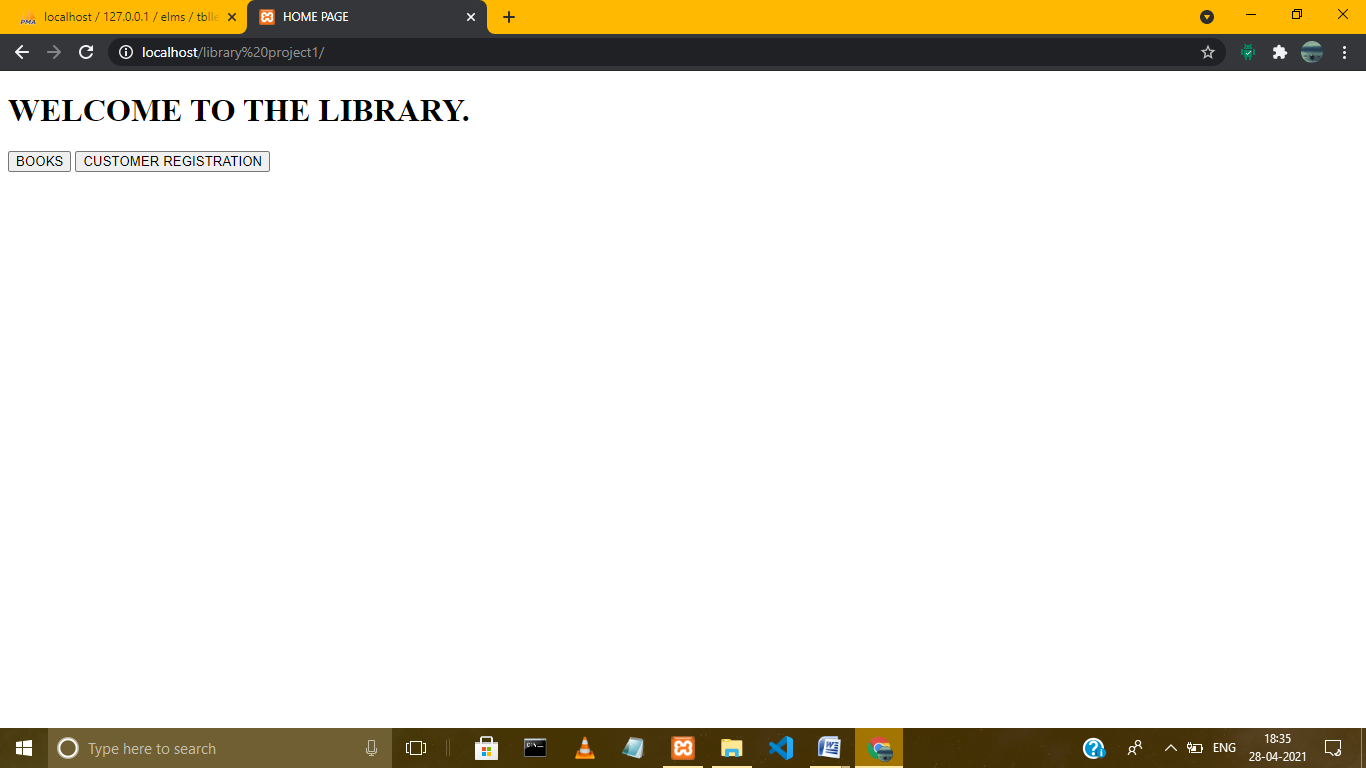 localhost / 127.0.0.1 / elms / tblle
HOME PAGE
localhost/library%20project1/
WELCOME TO THE LIBRARY.
BOOKS CUSTOMER REGISTRATION
Type here to search
ENG
18:35
28-04-2021